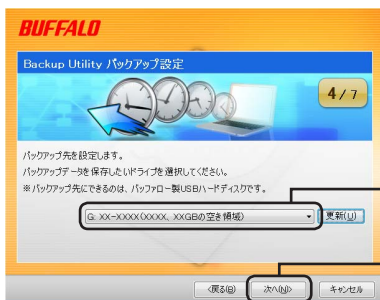 BUFFALO
Backup Utility バックアップ設定
4/7
バックアップ先を設定します。
バックアップデータを保存したいドライブを選択してください。
※バックアップ先にできるのは、バッファロー製USBハードディスクです。
G: XX-XXXX(XXXX, XXGBの空き領域) 更新(U)
<戻る(B) 次へ(N)> キャンセル